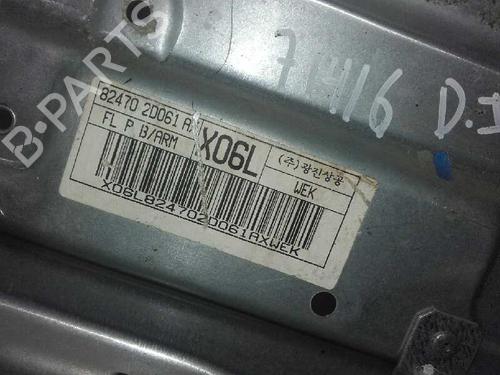 B-PARTS
71416 D.I
82470 2D061 AX
FL P B/ARM
X06L
(주)광진상공
WEK
X06L824702D061AXWEK